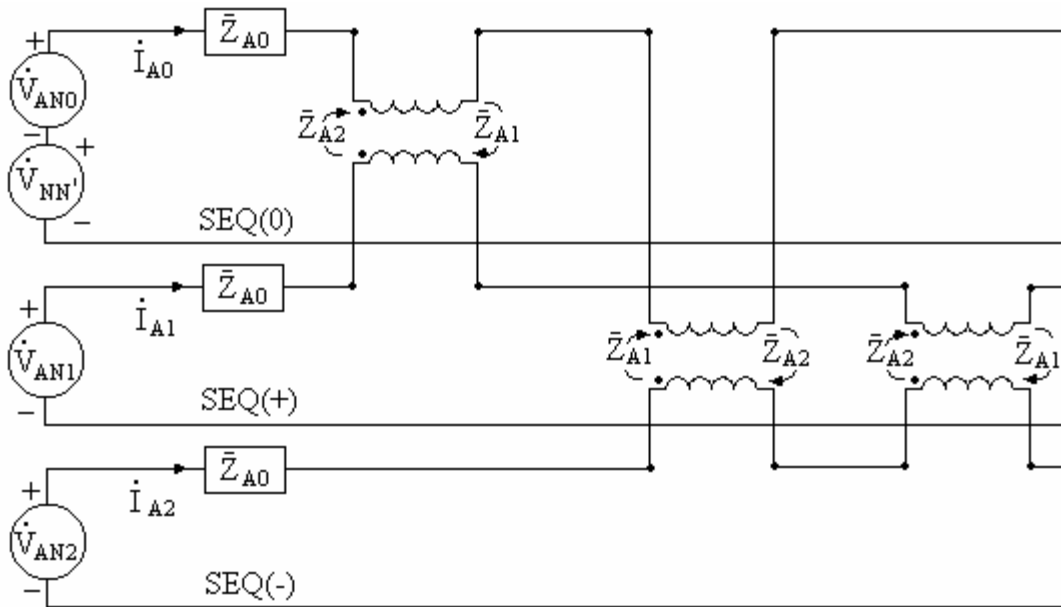 +
V̇AN0
−
+
V̇NN'
−
İA0
Z̄A0
Z̄A2
Z̄A1
SEQ(0)
+
V̇AN1
−
İA1
Z̄A0
Z̄A1
Z̄A2
Z̄A2
Z̄A1
SEQ(+)
+
V̇AN2
−
İA2
Z̄A0
SEQ(-)